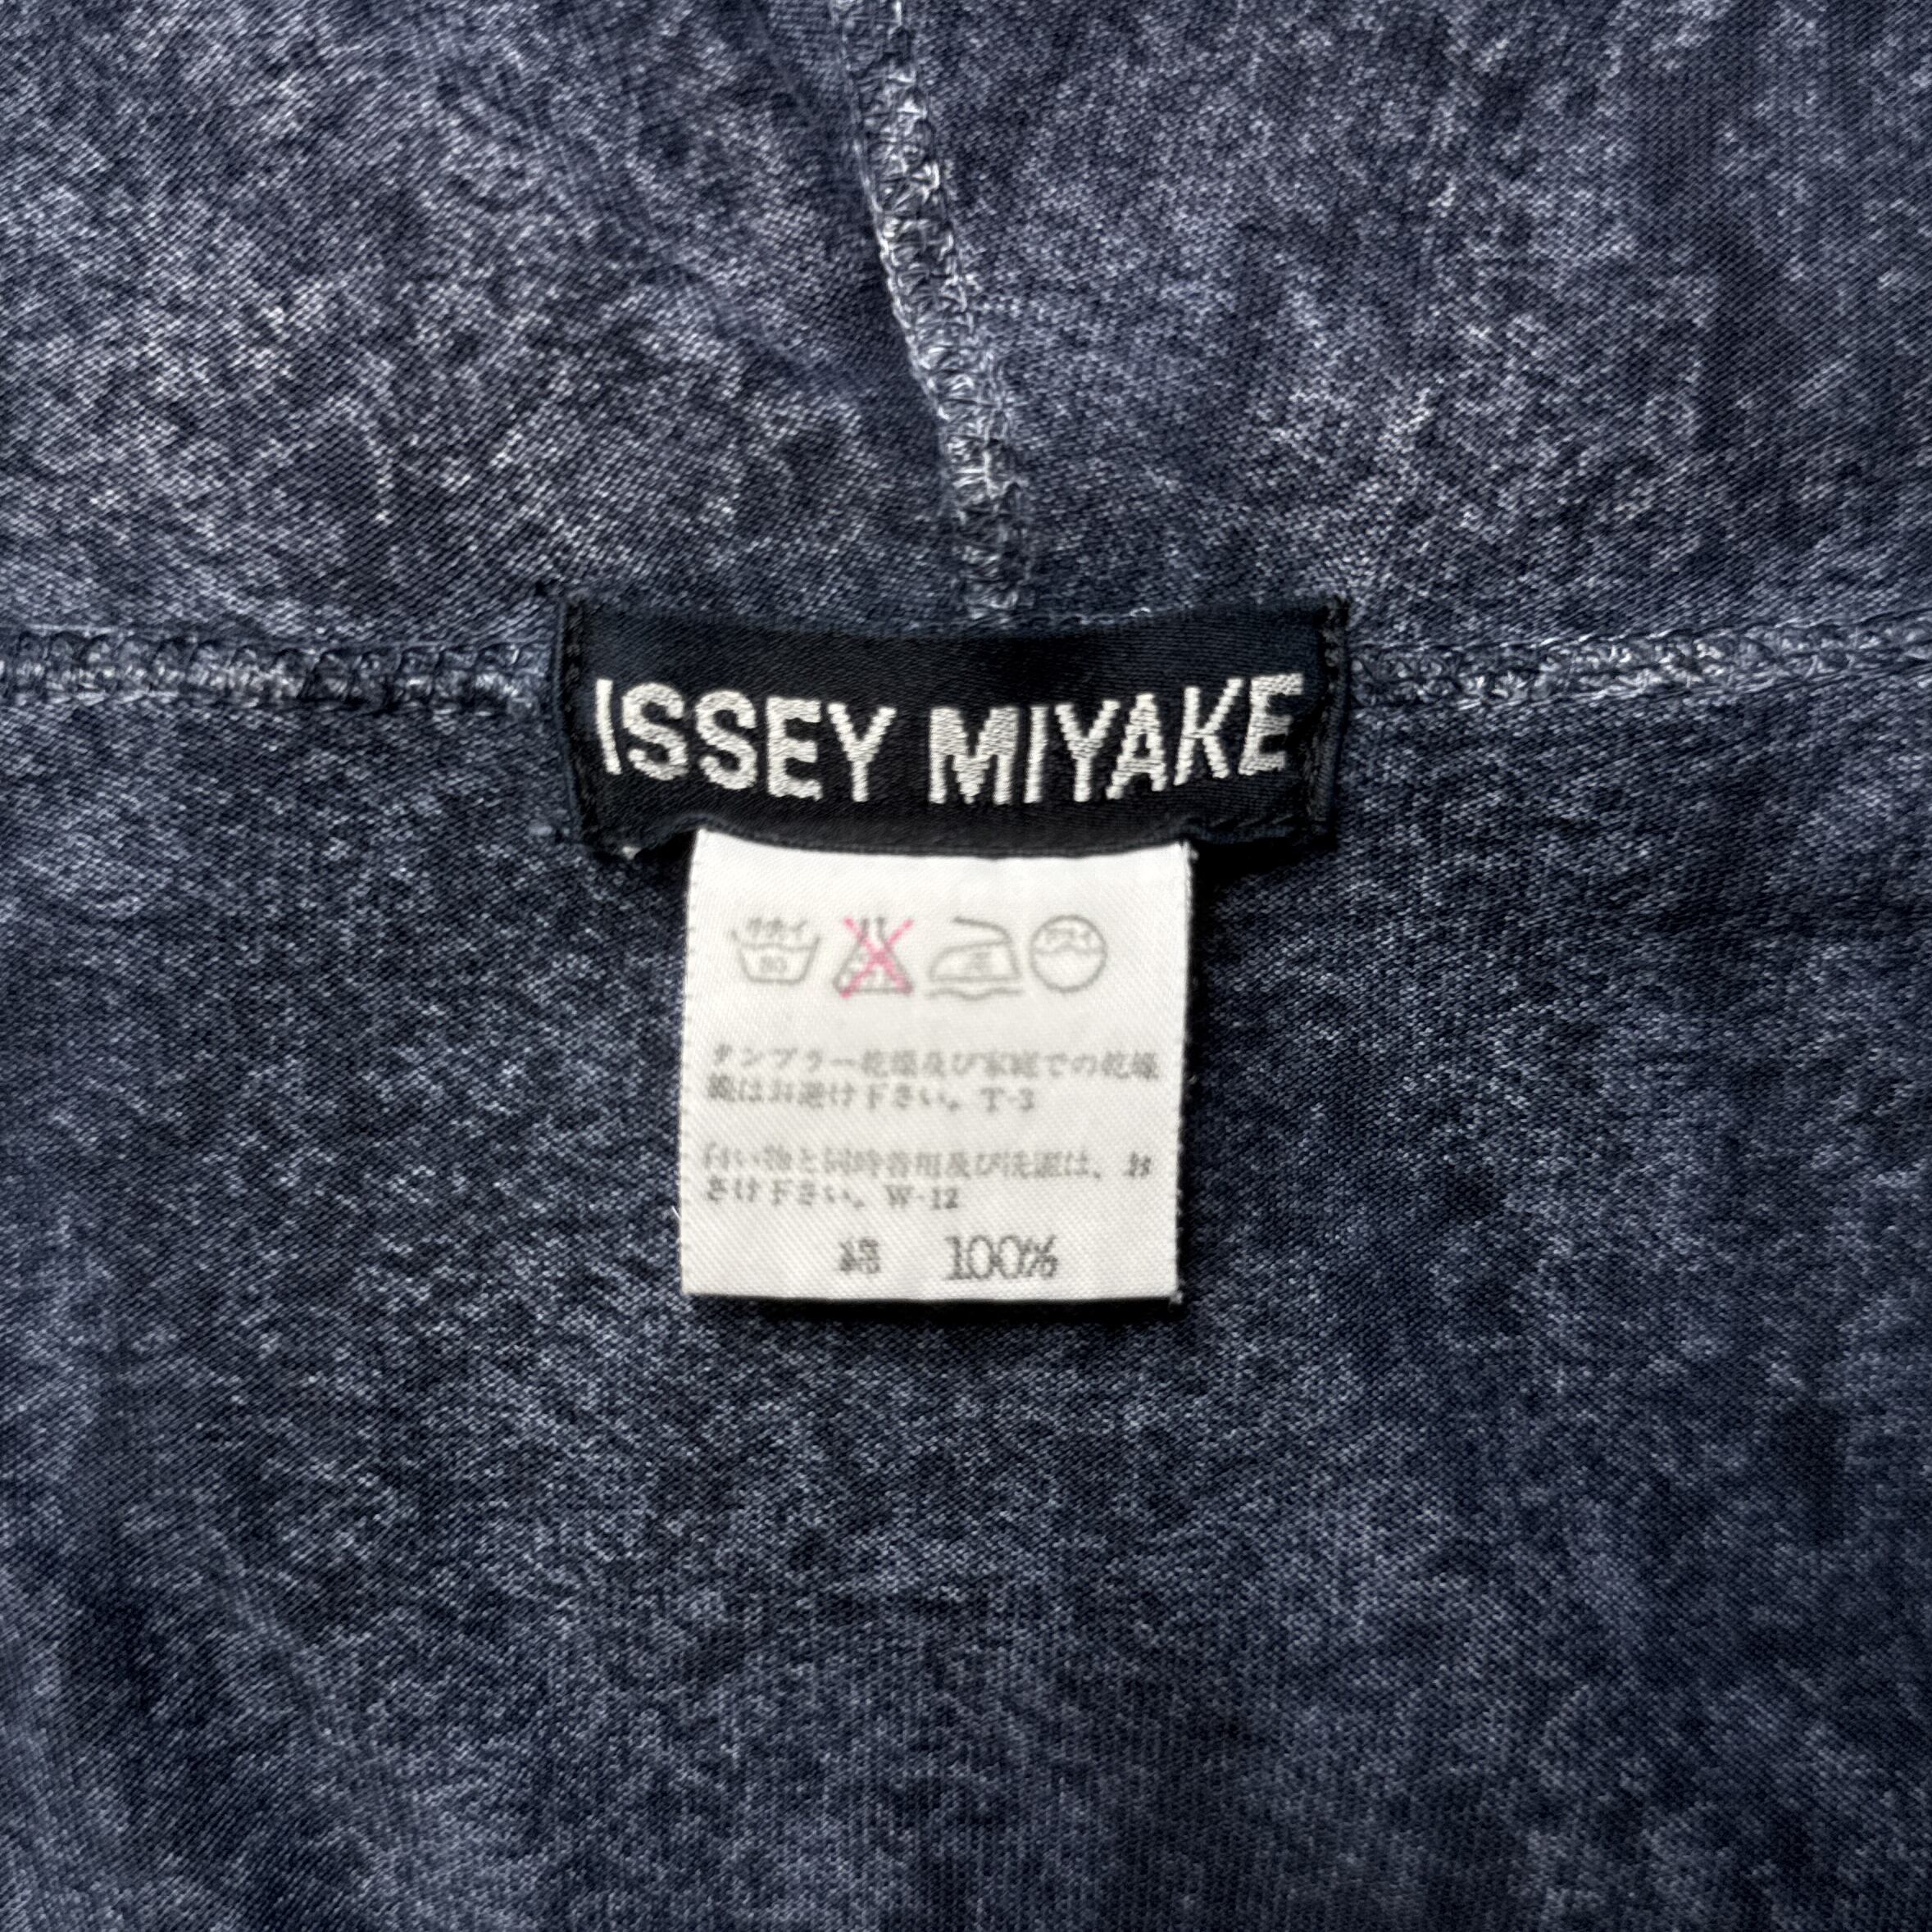 ISSEY MIYAKE
タンブラー乾燥及び家庭での乾燥
機はお避け下さい。T-3
白い物と同時着用及び洗濯は、お
さけ下さい。W-12
綿 100%